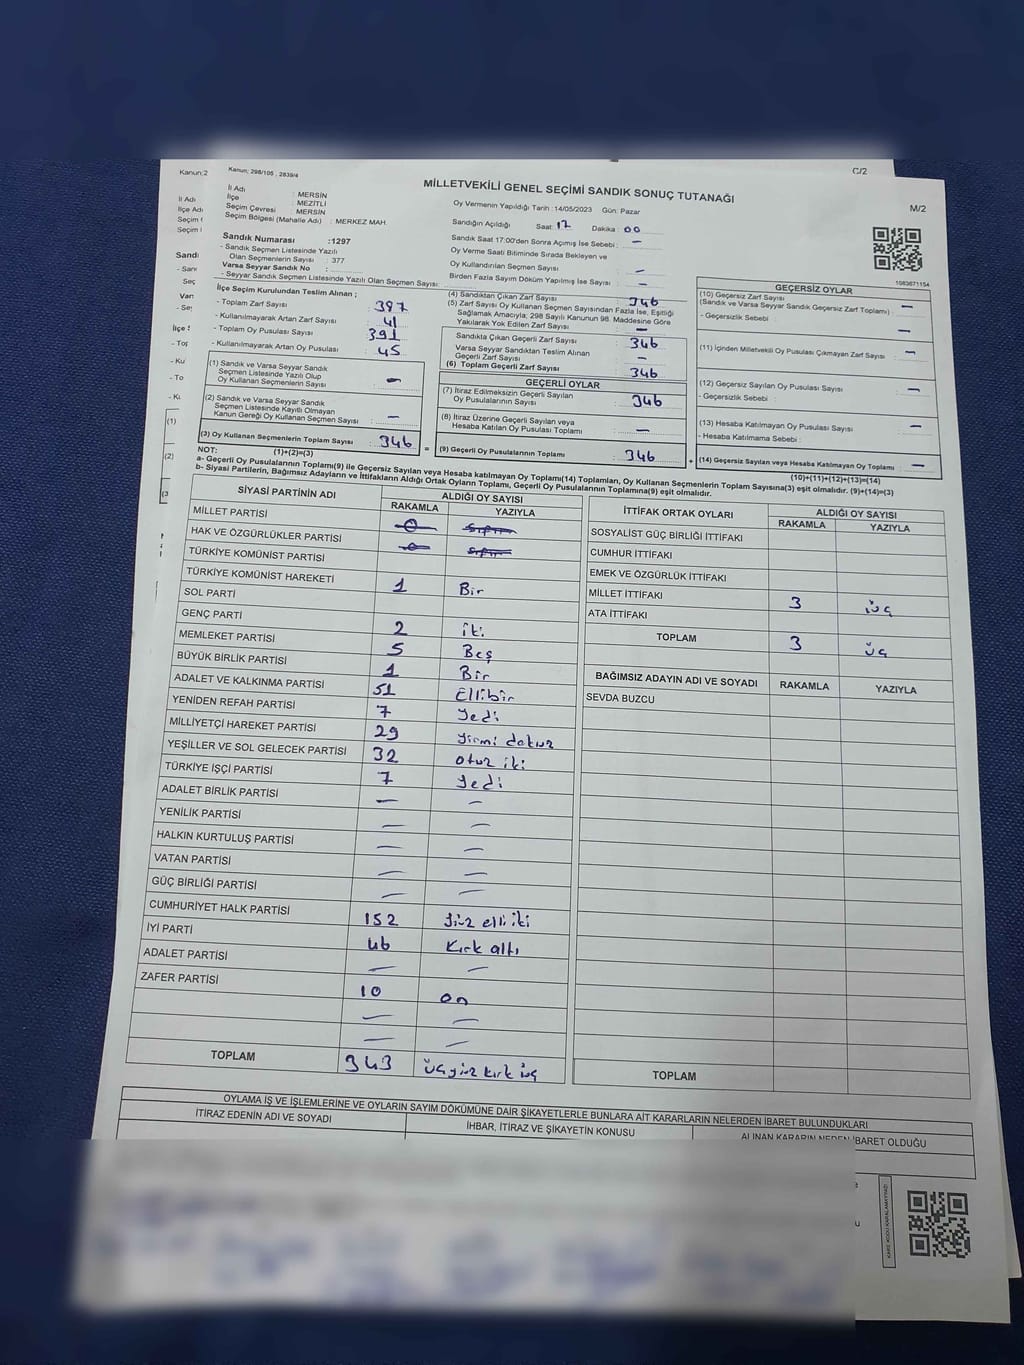 Kanun:2
C/2
Kanun; 298/105 , 2839/4
MİLLETVEKİLİ GENEL SEÇİMİ SANDIK SONUÇ TUTANAĞI
M/2
İl Adı : MERSİN
İlçe : MEZİTLİ
Seçim Çevresi : MERSİN
Seçim Bölgesi (Mahalle Adı) : MERKEZ MAH.
Oy Vermenin Yapıldığı Tarih : 14/05/2023 Gün: Pazar
Sandığın Açıldığı Saat: 17 Dakika : 00
Sandık Saat 17:00'den Sonra Açımış İse Sebebi : —
Oy Verme Saati Bitiminde Sırada Bekleyen ve
Oy Kullandırılan Seçmen Sayısı : —
Birden Fazla Sayım Döküm Yapılmış İse Sayısı : —
1083671154
Sandık Numarası :1297
- Sandık Seçmen Listesinde Yazılı
Olan Seçmenlerin Sayısı : 377
Varsa Seyyar Sandık No :
- Seyyar Sandık Seçmen Listesinde Yazılı Olan Seçmen Sayısı:
İlçe Seçim Kurulundan Teslim Alınan ;
- Toplam Zarf Sayısı : 387
- Kullanılmayarak Artan Zarf Sayısı : 41
- Toplam Oy Pusulası Sayısı : 391
- Kullanılmayarak Artan Oy Pusulası : 45
(1) Sandık ve Varsa Seyyar Sandık
Seçmen Listesinde Yazılı Olup
Oy Kullanan Seçmenlerin Sayısı : —
(2) Sandık ve Varsa Seyyar Sandık
Seçmen Listesinde Kayıtlı Olmayan
Kanun Gereği Oy Kullanan Seçmen Sayısı : —
(3) Oy Kullanan Seçmenlerin Toplam Sayısı : 346
(1)+(2)=(3)
(4) Sandıktan Çıkan Zarf Sayısı : 346
(5) Zarf Sayısı Oy Kullanan Seçmen Sayısından Fazla İse, Eşitliği
Sağlamak Amacıyla; 298 Sayılı Kanunun 98. Maddesine Göre
Yakılarak Yok Edilen Zarf Sayısı : —
Sandıkta Çıkan Geçerli Zarf Sayısı : 346
Varsa Seyyar Sandıktan Teslim Alınan
Geçerli Zarf Sayısı : —
(6) Toplam Geçerli Zarf Sayısı : 346
GEÇERLİ OYLAR
(7) İtiraz Edilmeksizin Geçerli Sayılan
Oy Pusulalarının Sayısı : 346
(8) İtiraz Üzerine Geçerli Sayılan veya
Hesaba Katılan Oy Pusulası Toplamı : —
= (9) Geçerli Oy Pusulalarının Toplamı : 346
GEÇERSİZ OYLAR
(10) Geçersiz Zarf Sayısı
(Sandık ve Varsa Seyyar Sandık Geçersiz Zarf Toplamı) : —
- Geçersizlik Sebebi : —
(11) İçinden Milletvekili Oy Pusulası Çıkmayan Zarf Sayısı : —
(12) Geçersiz Sayılan Oy Pusulası Sayısı : —
- Geçersizlik Sebebi :
(13) Hesaba Katılmayan Oy Pusulası Sayısı : —
- Hesaba Katılmama Sebebi :
+ (14) Geçersiz Sayılan veya Hesaba Katılmayan Oy Toplamı : —
(10)+(11)+(12)+(13)=(14)
NOT:
a- Geçerli Oy Pusulalarının Toplamı(9) ile Geçersiz Sayılan veya Hesaba katılmayan Oy Toplamı(14) Toplamları, Oy Kullanan Seçmenlerin Toplam Sayısına(3) eşit olmalıdır. (9)+(14)=(3)
b- Siyasi Partilerin, Bağımsız Adayların ve İttifakların Aldığı Ortak Oyların Toplamı, Geçerli Oy Pusulalarının Toplamına(9) eşit olmalıdır.
SİYASİ PARTİNİN ADI ALDIĞI OY SAYISI
RAKAMLA YAZIYLA
MİLLET PARTİSİ 0 Sıfır
HAK VE ÖZGÜRLÜKLER PARTİSİ 0 Sıfır
TÜRKİYE KOMÜNİST PARTİSİ
TÜRKİYE KOMÜNİST HAREKETİ 1 Bir
SOL PARTİ
GENÇ PARTİ 2 iki
MEMLEKET PARTİSİ 5 Beş
BÜYÜK BİRLİK PARTİSİ 1 Bir
ADALET VE KALKINMA PARTİSİ 51 Ellibir
YENİDEN REFAH PARTİSİ 7 Yedi
MİLLİYETÇİ HAREKET PARTİSİ 29 Yirmi dokuz
YEŞİLLER VE SOL GELECEK PARTİSİ 32 otuz iki
TÜRKİYE İŞÇİ PARTİSİ 7 Yedi
ADALET BİRLİK PARTİSİ — —
YENİLİK PARTİSİ — —
HALKIN KURTULUŞ PARTİSİ — —
VATAN PARTİSİ — —
GÜÇ BİRLİĞİ PARTİSİ — —
CUMHURİYET HALK PARTİSİ 152 Yüz elli iki
İYİ PARTİ 46 Kırk altı
ADALET PARTİSİ — —
ZAFER PARTİSİ 10 on
— —
— —
TOPLAM 343 üçyüz kırk üç
İTTİFAK ORTAK OYLARI ALDIĞI OY SAYISI
RAKAMLA YAZIYLA
SOSYALİST GÜÇ BİRLİĞİ İTTİFAKI
CUMHUR İTTİFAKI
EMEK VE ÖZGÜRLÜK İTTİFAKI
MİLLET İTTİFAKI 3 üç
ATA İTTİFAKI
TOPLAM 3 üç
BAĞIMSIZ ADAYIN ADI VE SOYADI RAKAMLA YAZIYLA
SEVDA BUZCU
TOPLAM
OYLAMA İŞ VE İŞLEMLERİNE VE OYLARIN SAYIM DÖKÜMÜNE DAİR ŞİKAYETLERLE BUNLARA AİT KARARLARIN NELERDEN İBARET BULUNDUKLARI
İTİRAZ EDENİN ADI VE SOYADI İHBAR, İTİRAZ VE ŞİKAYETİN KONUSU ALINAN KARARIN NEDEN İBARET OLDUĞU
KARE KODU KARALAMAYINIZ!